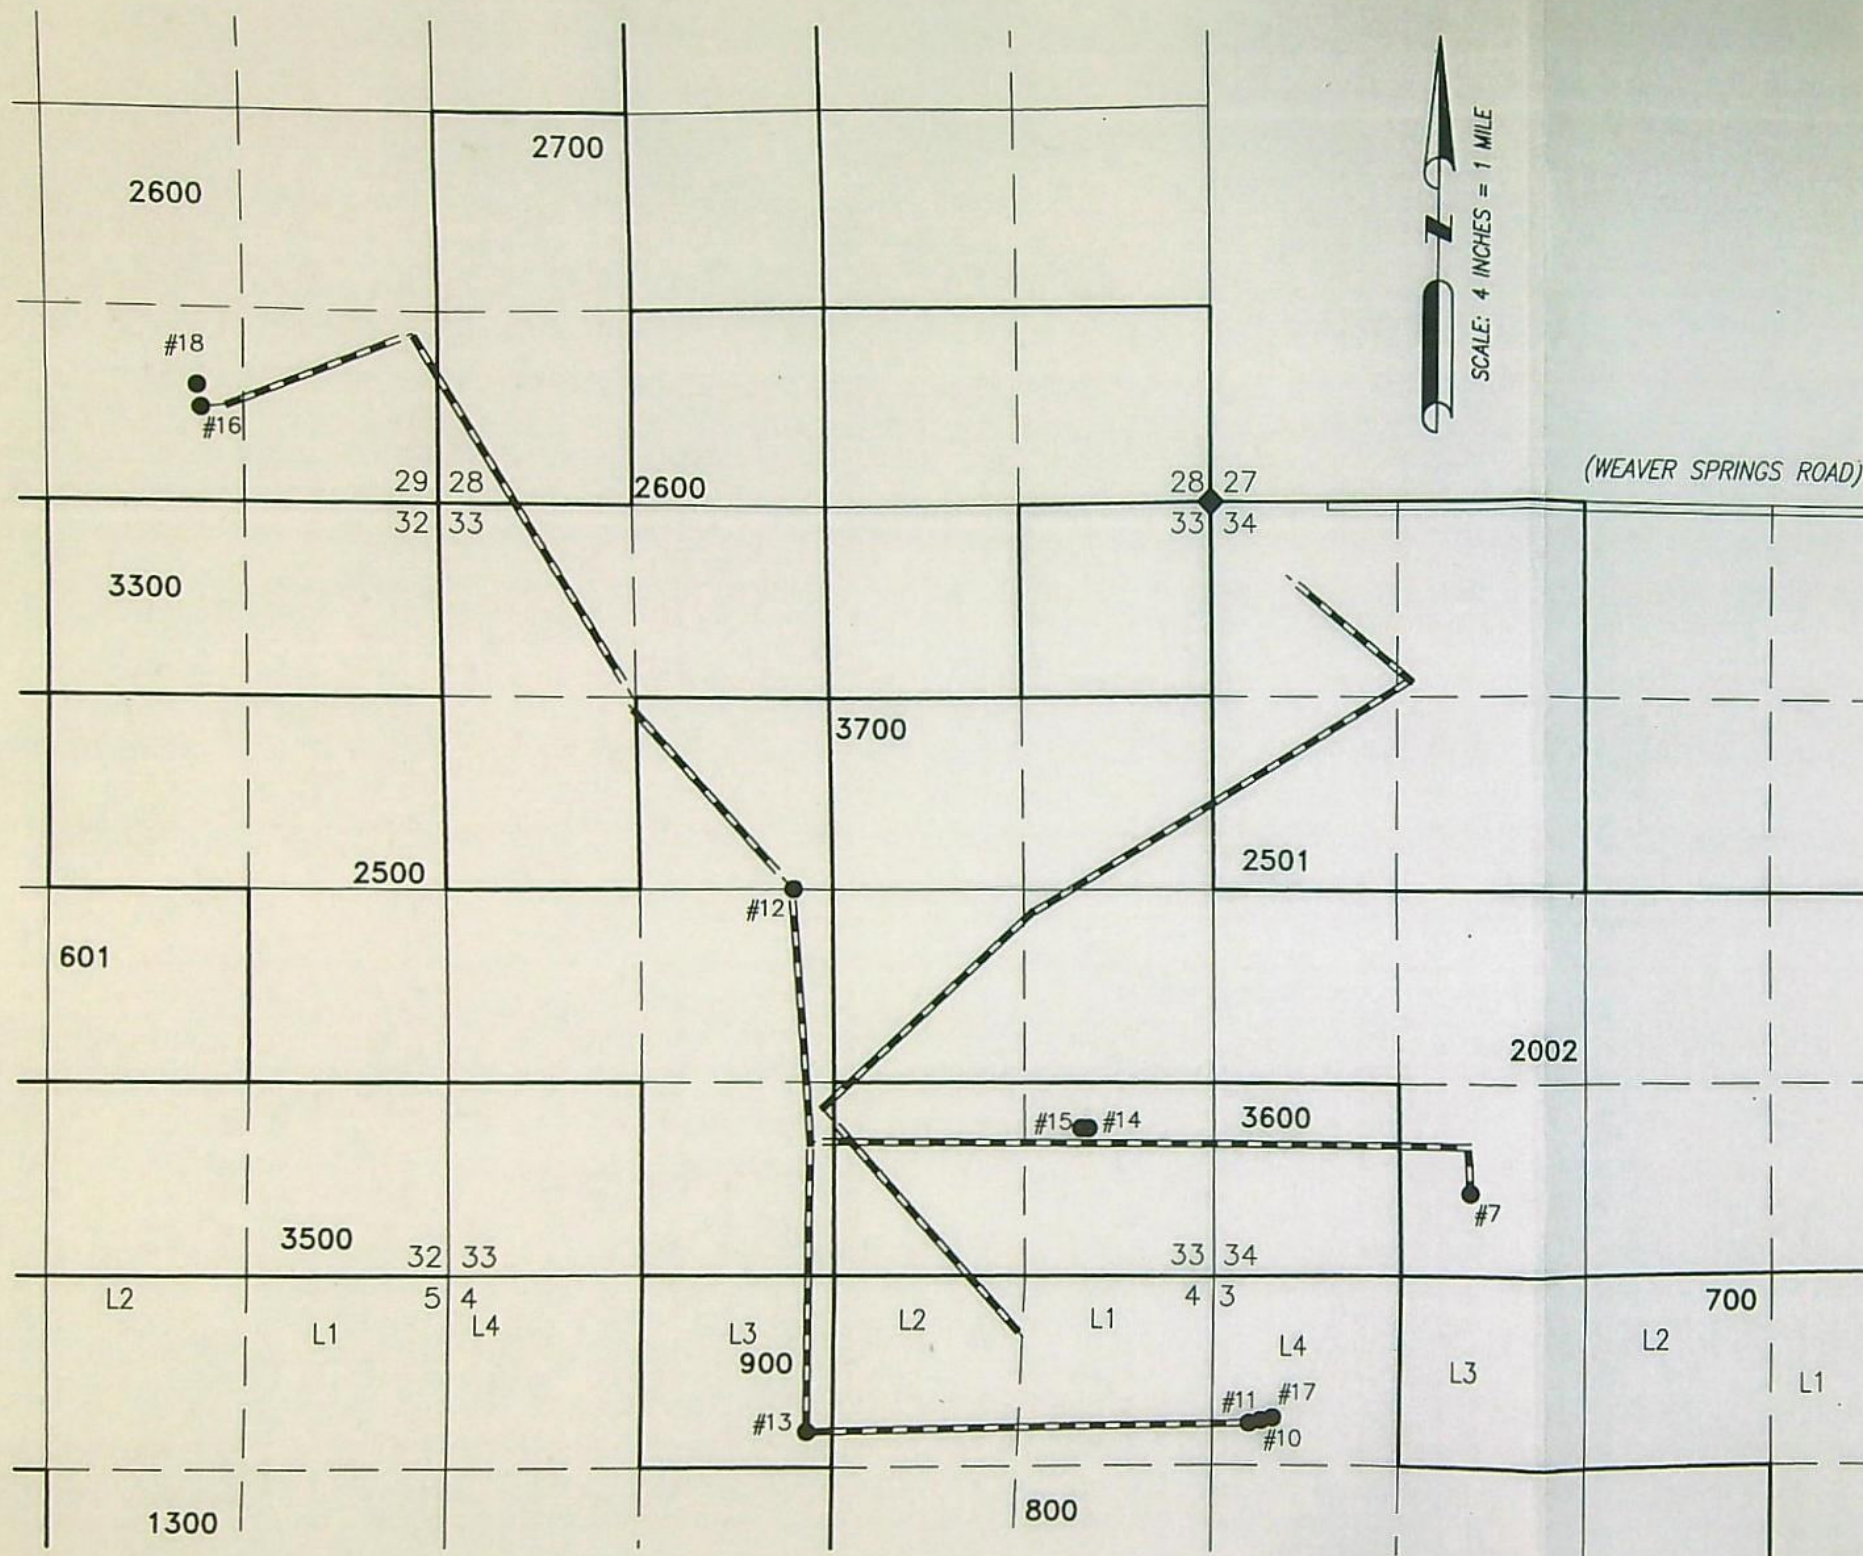 2700
2600
N
SCALE: 4 INCHES = 1 MILE
#18
#16
29 28
2600
28 27
(WEAVER SPRINGS ROAD)
32 33
33 34
3300
3700
2500
2501
#12
601
2002
#15 #14
3600
#7
3500
32 33
33 34
L2
5 4
4 3
700
L1
L4
L3
L2
L1
L4
L2
900
L3
L1
#13
#11 #17
#10
1300
800